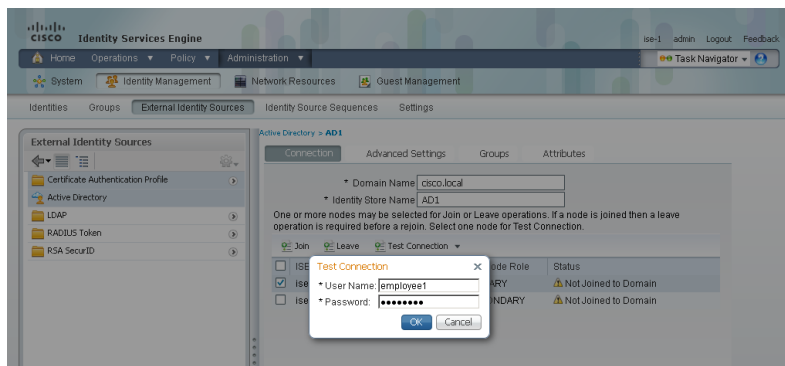 CISCO Identity Services Engine
ise-1 admin Logout Feedback
Home Operations Policy Administration
Task Navigator
System Identity Management Network Resources Guest Management
Identities Groups External Identity Sources Identity Source Sequences Settings
External Identity Sources
Certificate Authentication Profile
Active Directory
LDAP
RADIUS Token
RSA SecurID
Active Directory > AD1
Connection Advanced Settings Groups Attributes
* Domain Name cisco.local
* Identity Store Name AD1
One or more nodes may be selected for Join or Leave operations. If a node is joined then a leave
operation is required before a rejoin. Select one node for Test Connection.
Join Leave Test Connection
ISE ode Role Status
ise ARY Not Joined to Domain
ise ONDARY Not Joined to Domain
Test Connection
* User Name: employee1
* Password: ••••••••
OK Cancel